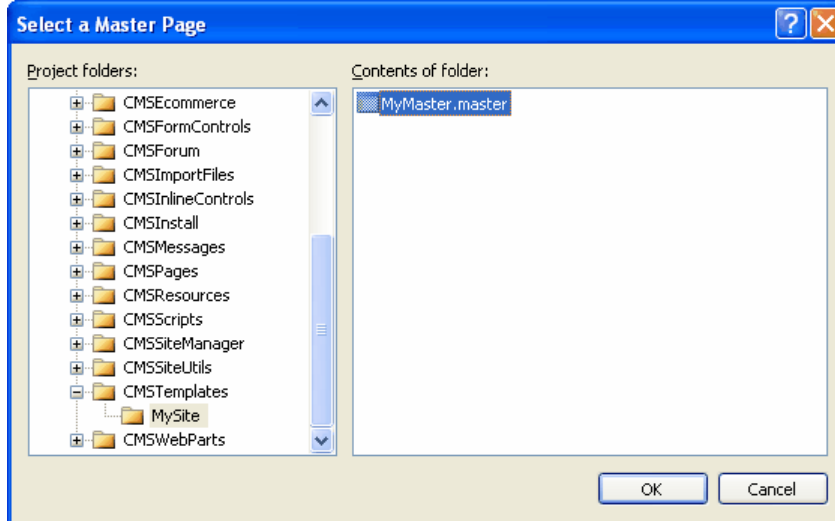 Select a Master Page
Project folders:
Contents of folder:
CMSEcommerce
CMSFormControls
CMSForum
CMSImportFiles
CMSInlineControls
CMSInstall
CMSMessages
CMSPages
CMSResources
CMSScripts
CMSSiteManager
CMSSiteUtils
CMSTemplates
MySite
CMSWebParts
MyMaster.master
OK
Cancel